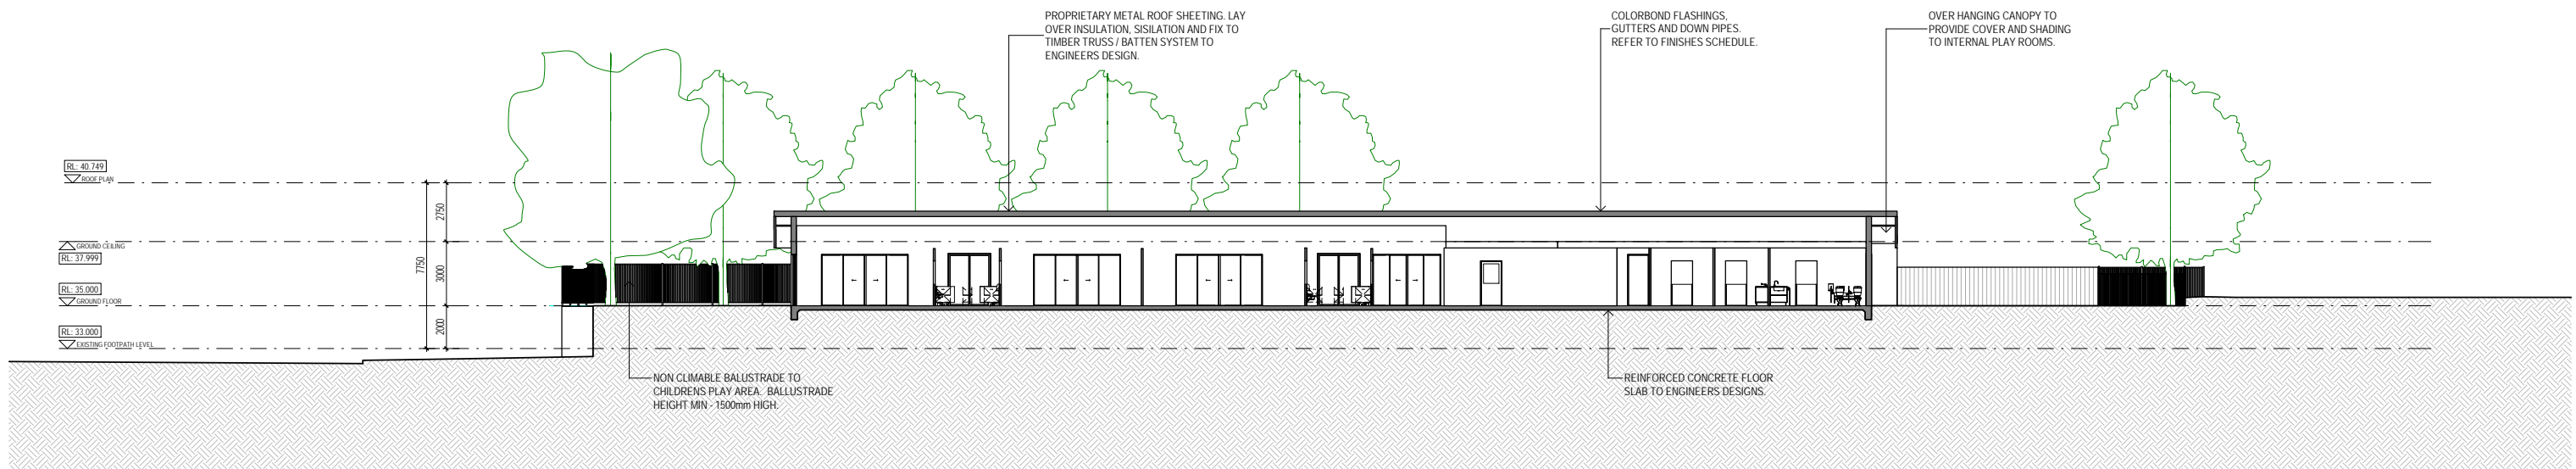 PROPRIETARY METAL ROOF SHEETING. LAY
OVER INSULATION, SISILATION AND FIX TO
TIMBER TRUSS / BATTEN SYSTEM TO
ENGINEERS DESIGN.
COLORBOND FLASHINGS,
GUTTERS AND DOWN PIPES.
REFER TO FINISHES SCHEDULE.
OVER HANGING CANOPY TO
PROVIDE COVER AND SHADING
TO INTERNAL PLAY ROOMS.
RL: 40.749
ROOF PLAN
2750
GROUND CEILING
RL: 37.999
7750
3000
RL: 35.000
GROUND FLOOR
2000
RL: 33.000
EXISTING FOOTPATH LEVEL
NON CLIMABLE BALUSTRADE TO
CHILDRENS PLAY AREA. BALLUSTRADE
HEIGHT MIN - 1500mm HIGH.
REINFORCED CONCRETE FLOOR
SLAB TO ENGINEERS DESIGNS.